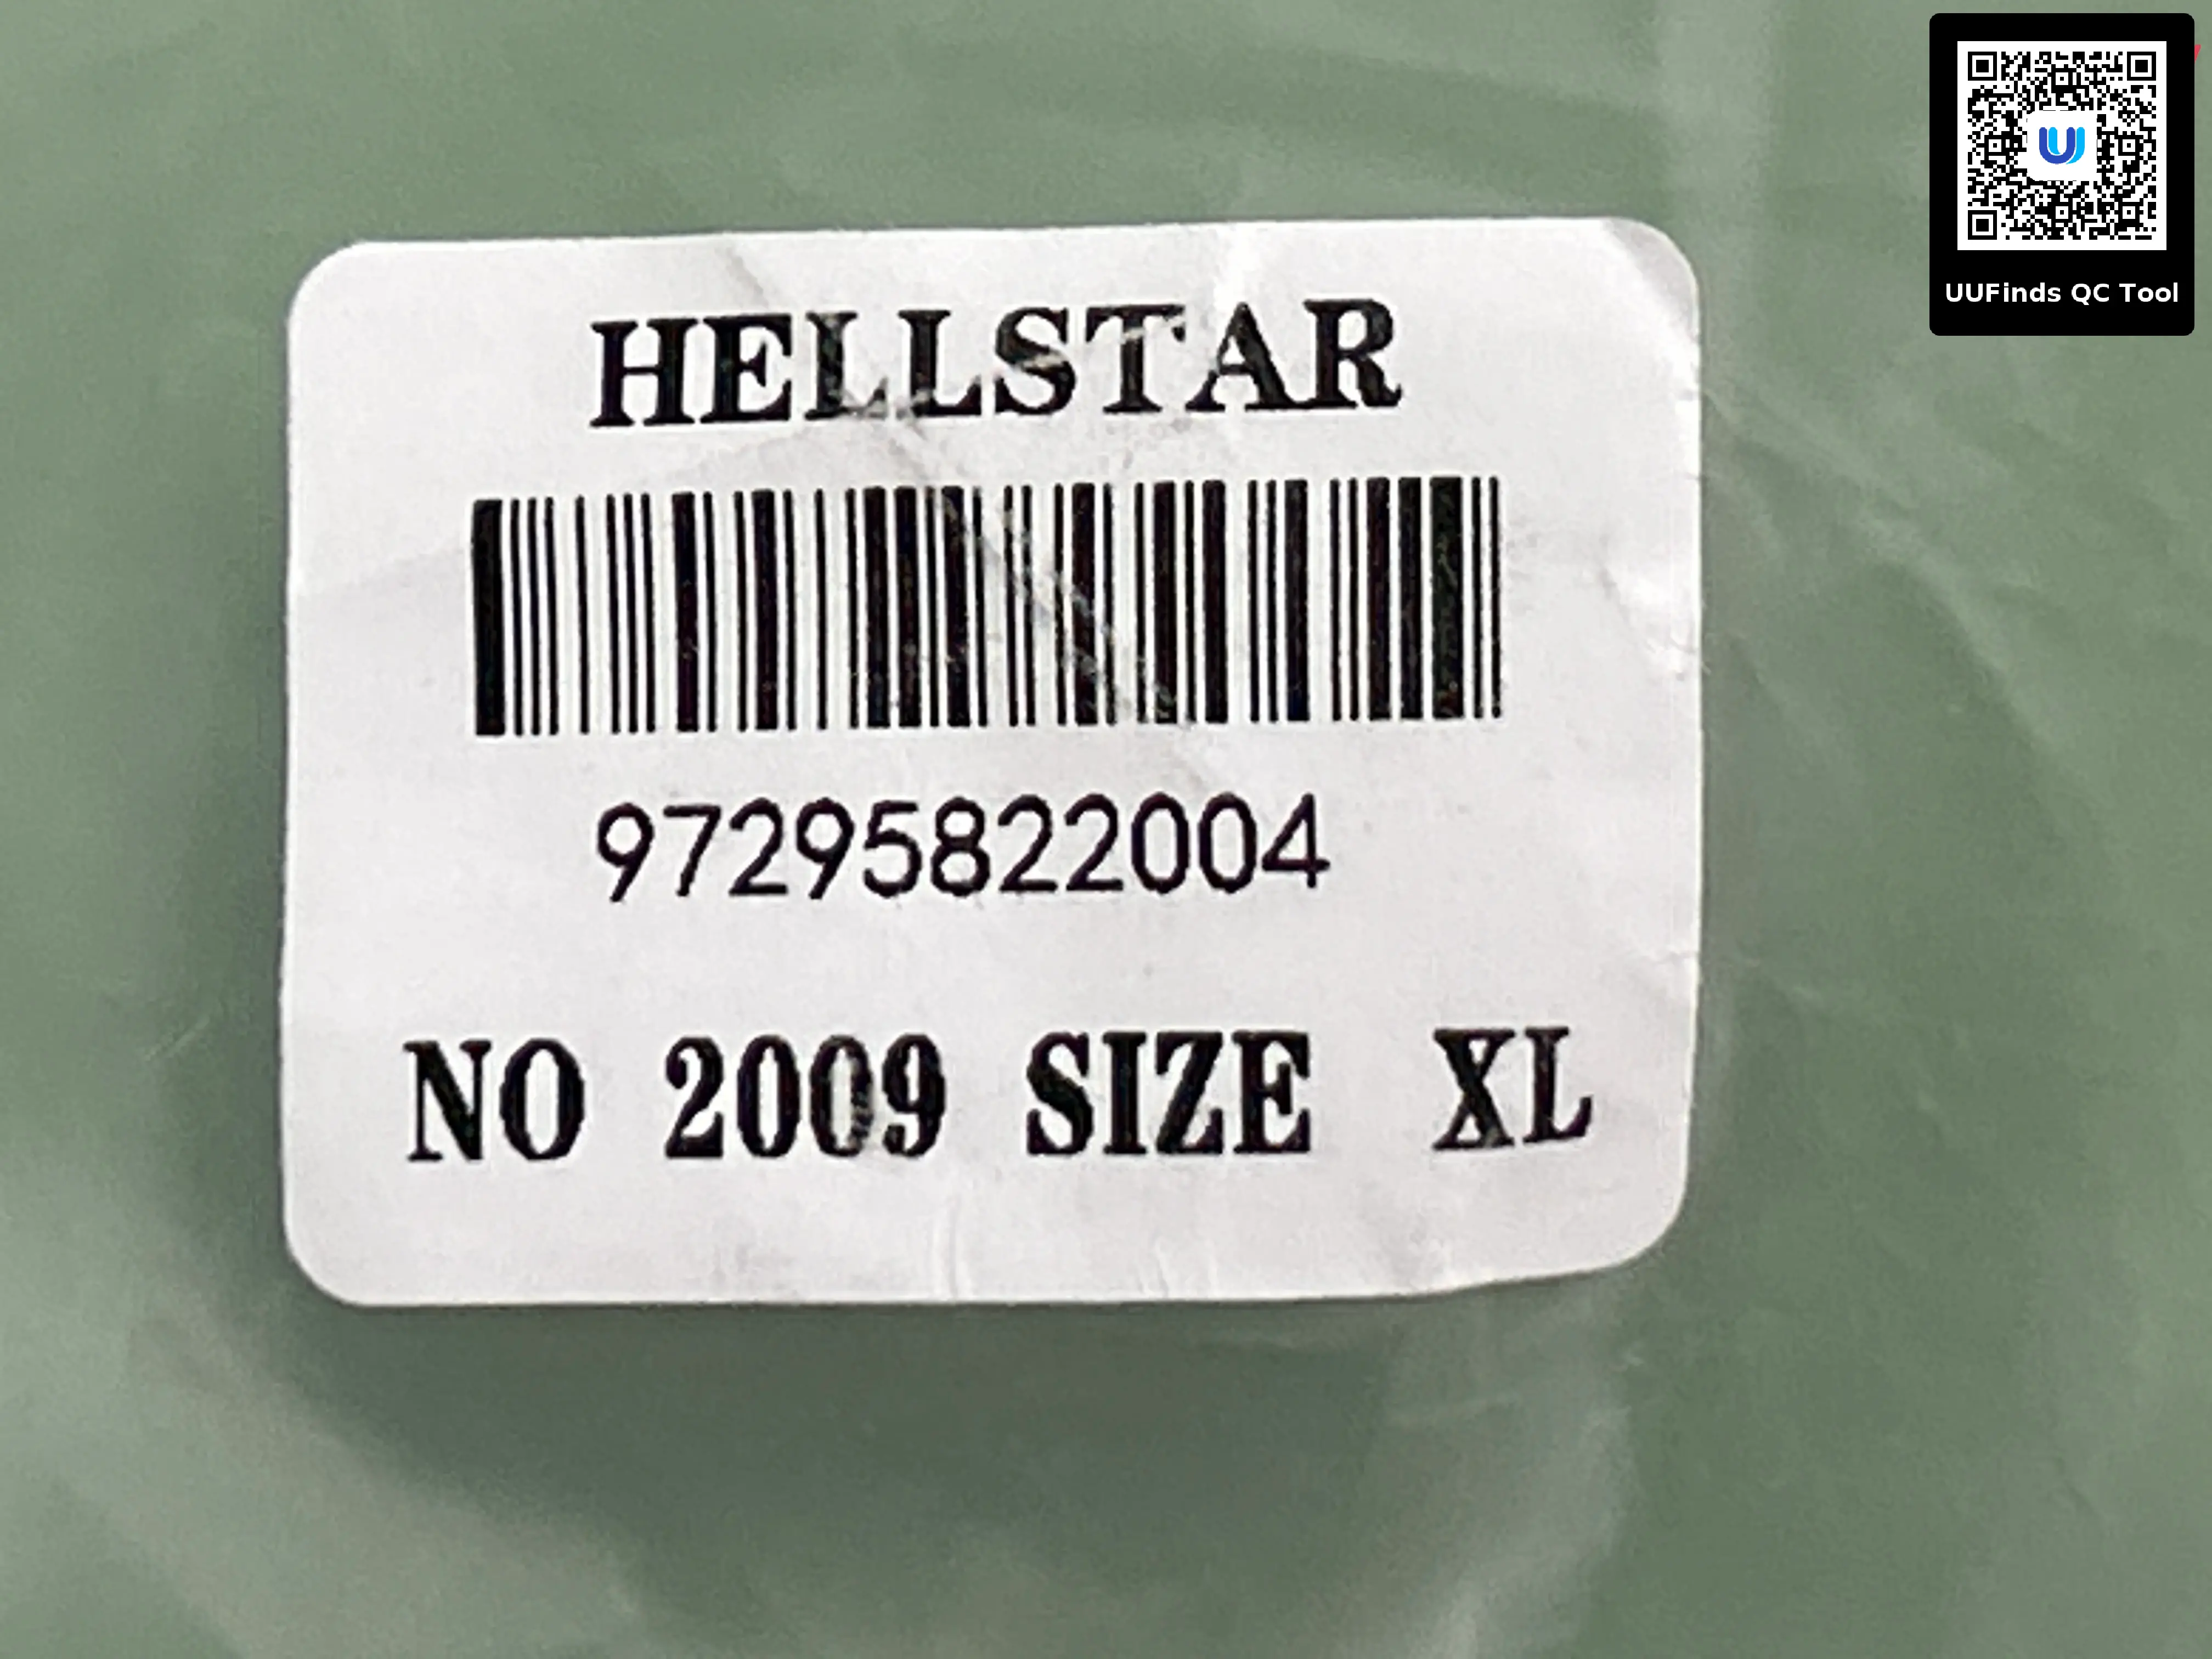 HELLSTAR
97295822004
NO 2009 SIZE XL
UUFinds QC Tool